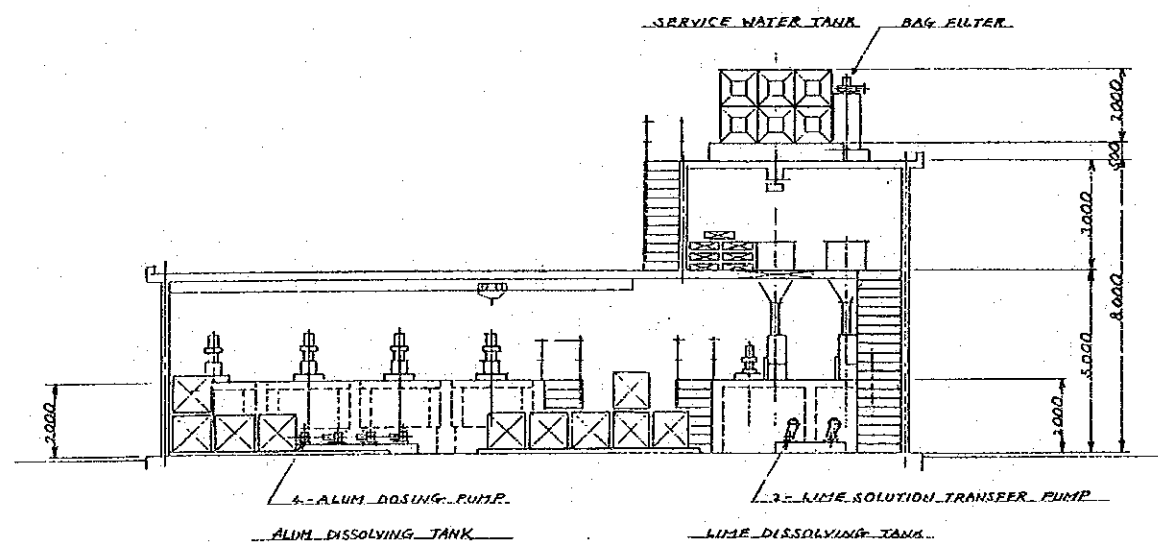 SERVICE WATER TANK
BAG FILTER
2000
500
3000
8000
5000
2000
2000
4-ALUM DOSING PUMP
2-LIME SOLUTION TRANSFER PUMP
ALUM DISSOLVING TANK
LIME DISSOLVING TANK